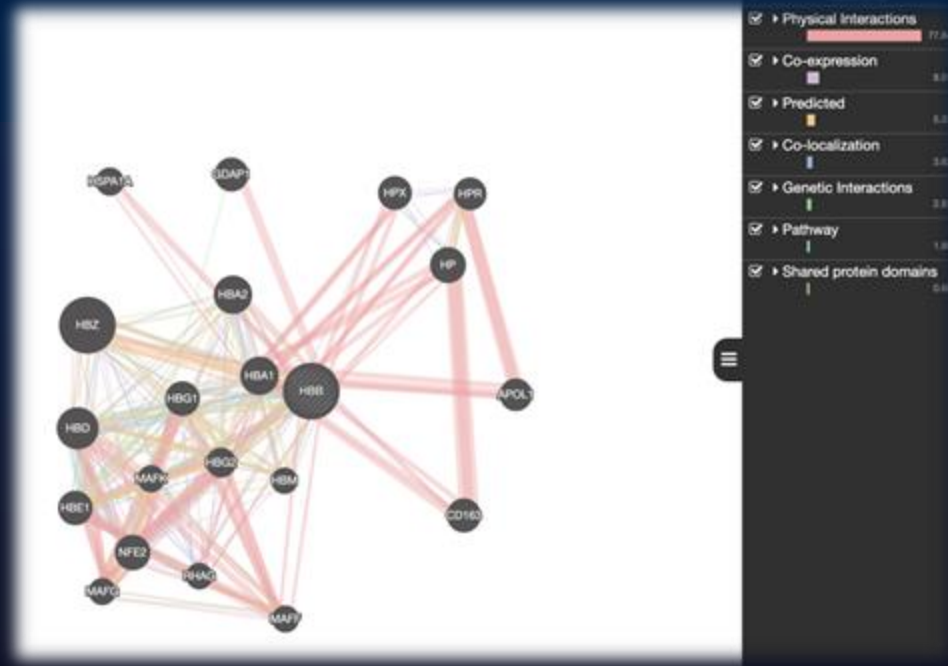 Physical Interactions
Co-expression
Predicted
Co-localization
Genetic Interactions
Pathway
Shared protein domains
HSPA1A
GDAP1
HPX
HPR
HP
HBA2
HBZ
HBA1
HBB
HBG1
APOL1
HBD
HBG2
MAFK
HBM
HBE1
CD163
NFE2
RHAG
MAFG
MAFF